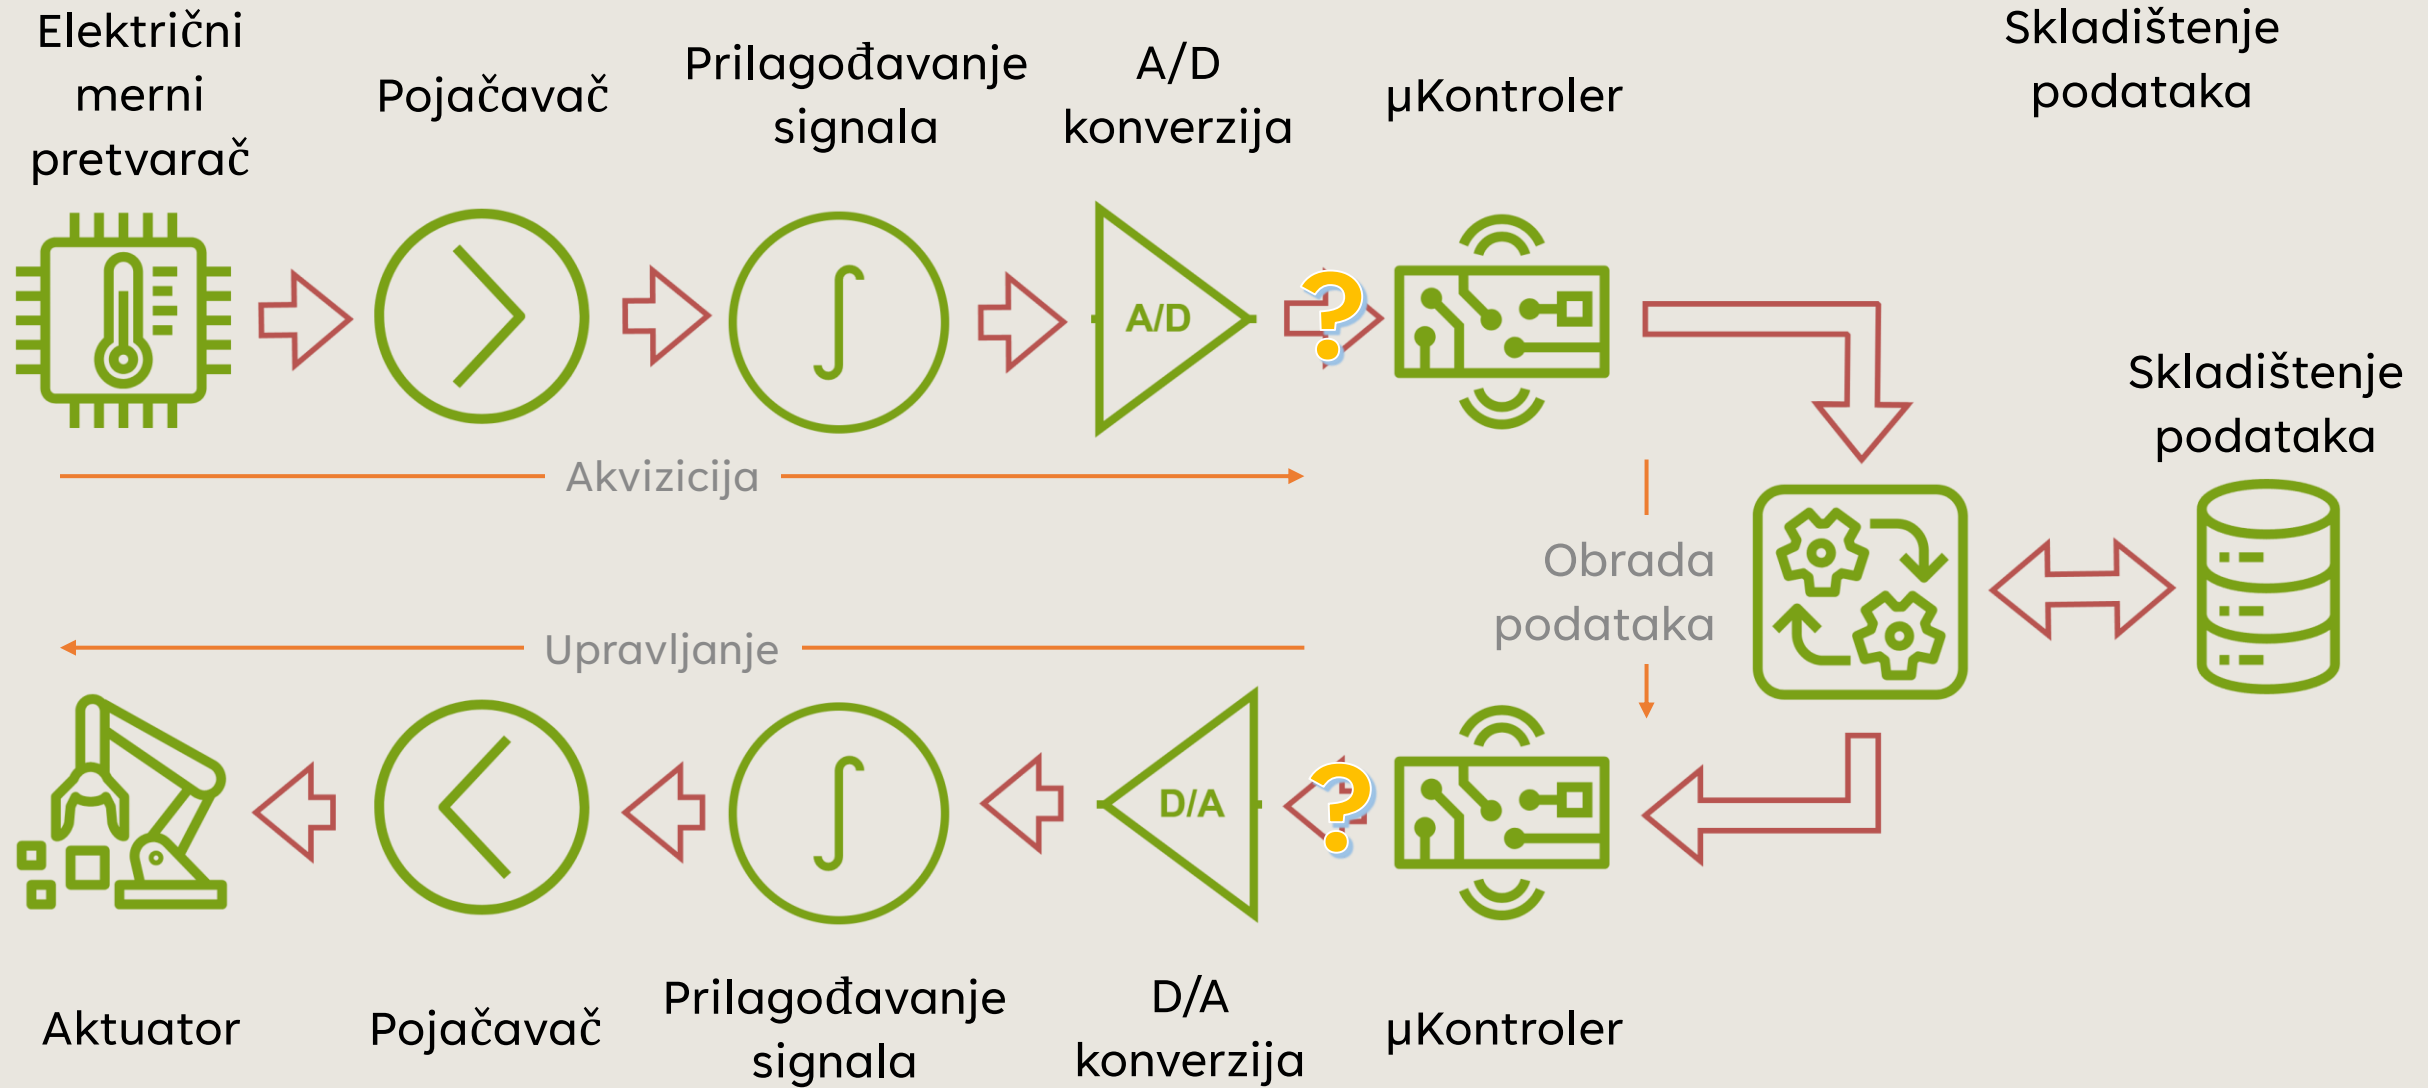 Električni
merni
pretvarač
Pojačavač
Prilagođavanje
signala
A/D
konverzija
µKontroler
Skladištenje
podataka
A/D
?
Skladištenje
podataka
Akvizicija
Obrada
podataka
Upravljanje
D/A
?
Aktuator
Pojačavač
Prilagođavanje
signala
D/A
konverzija
µKontroler